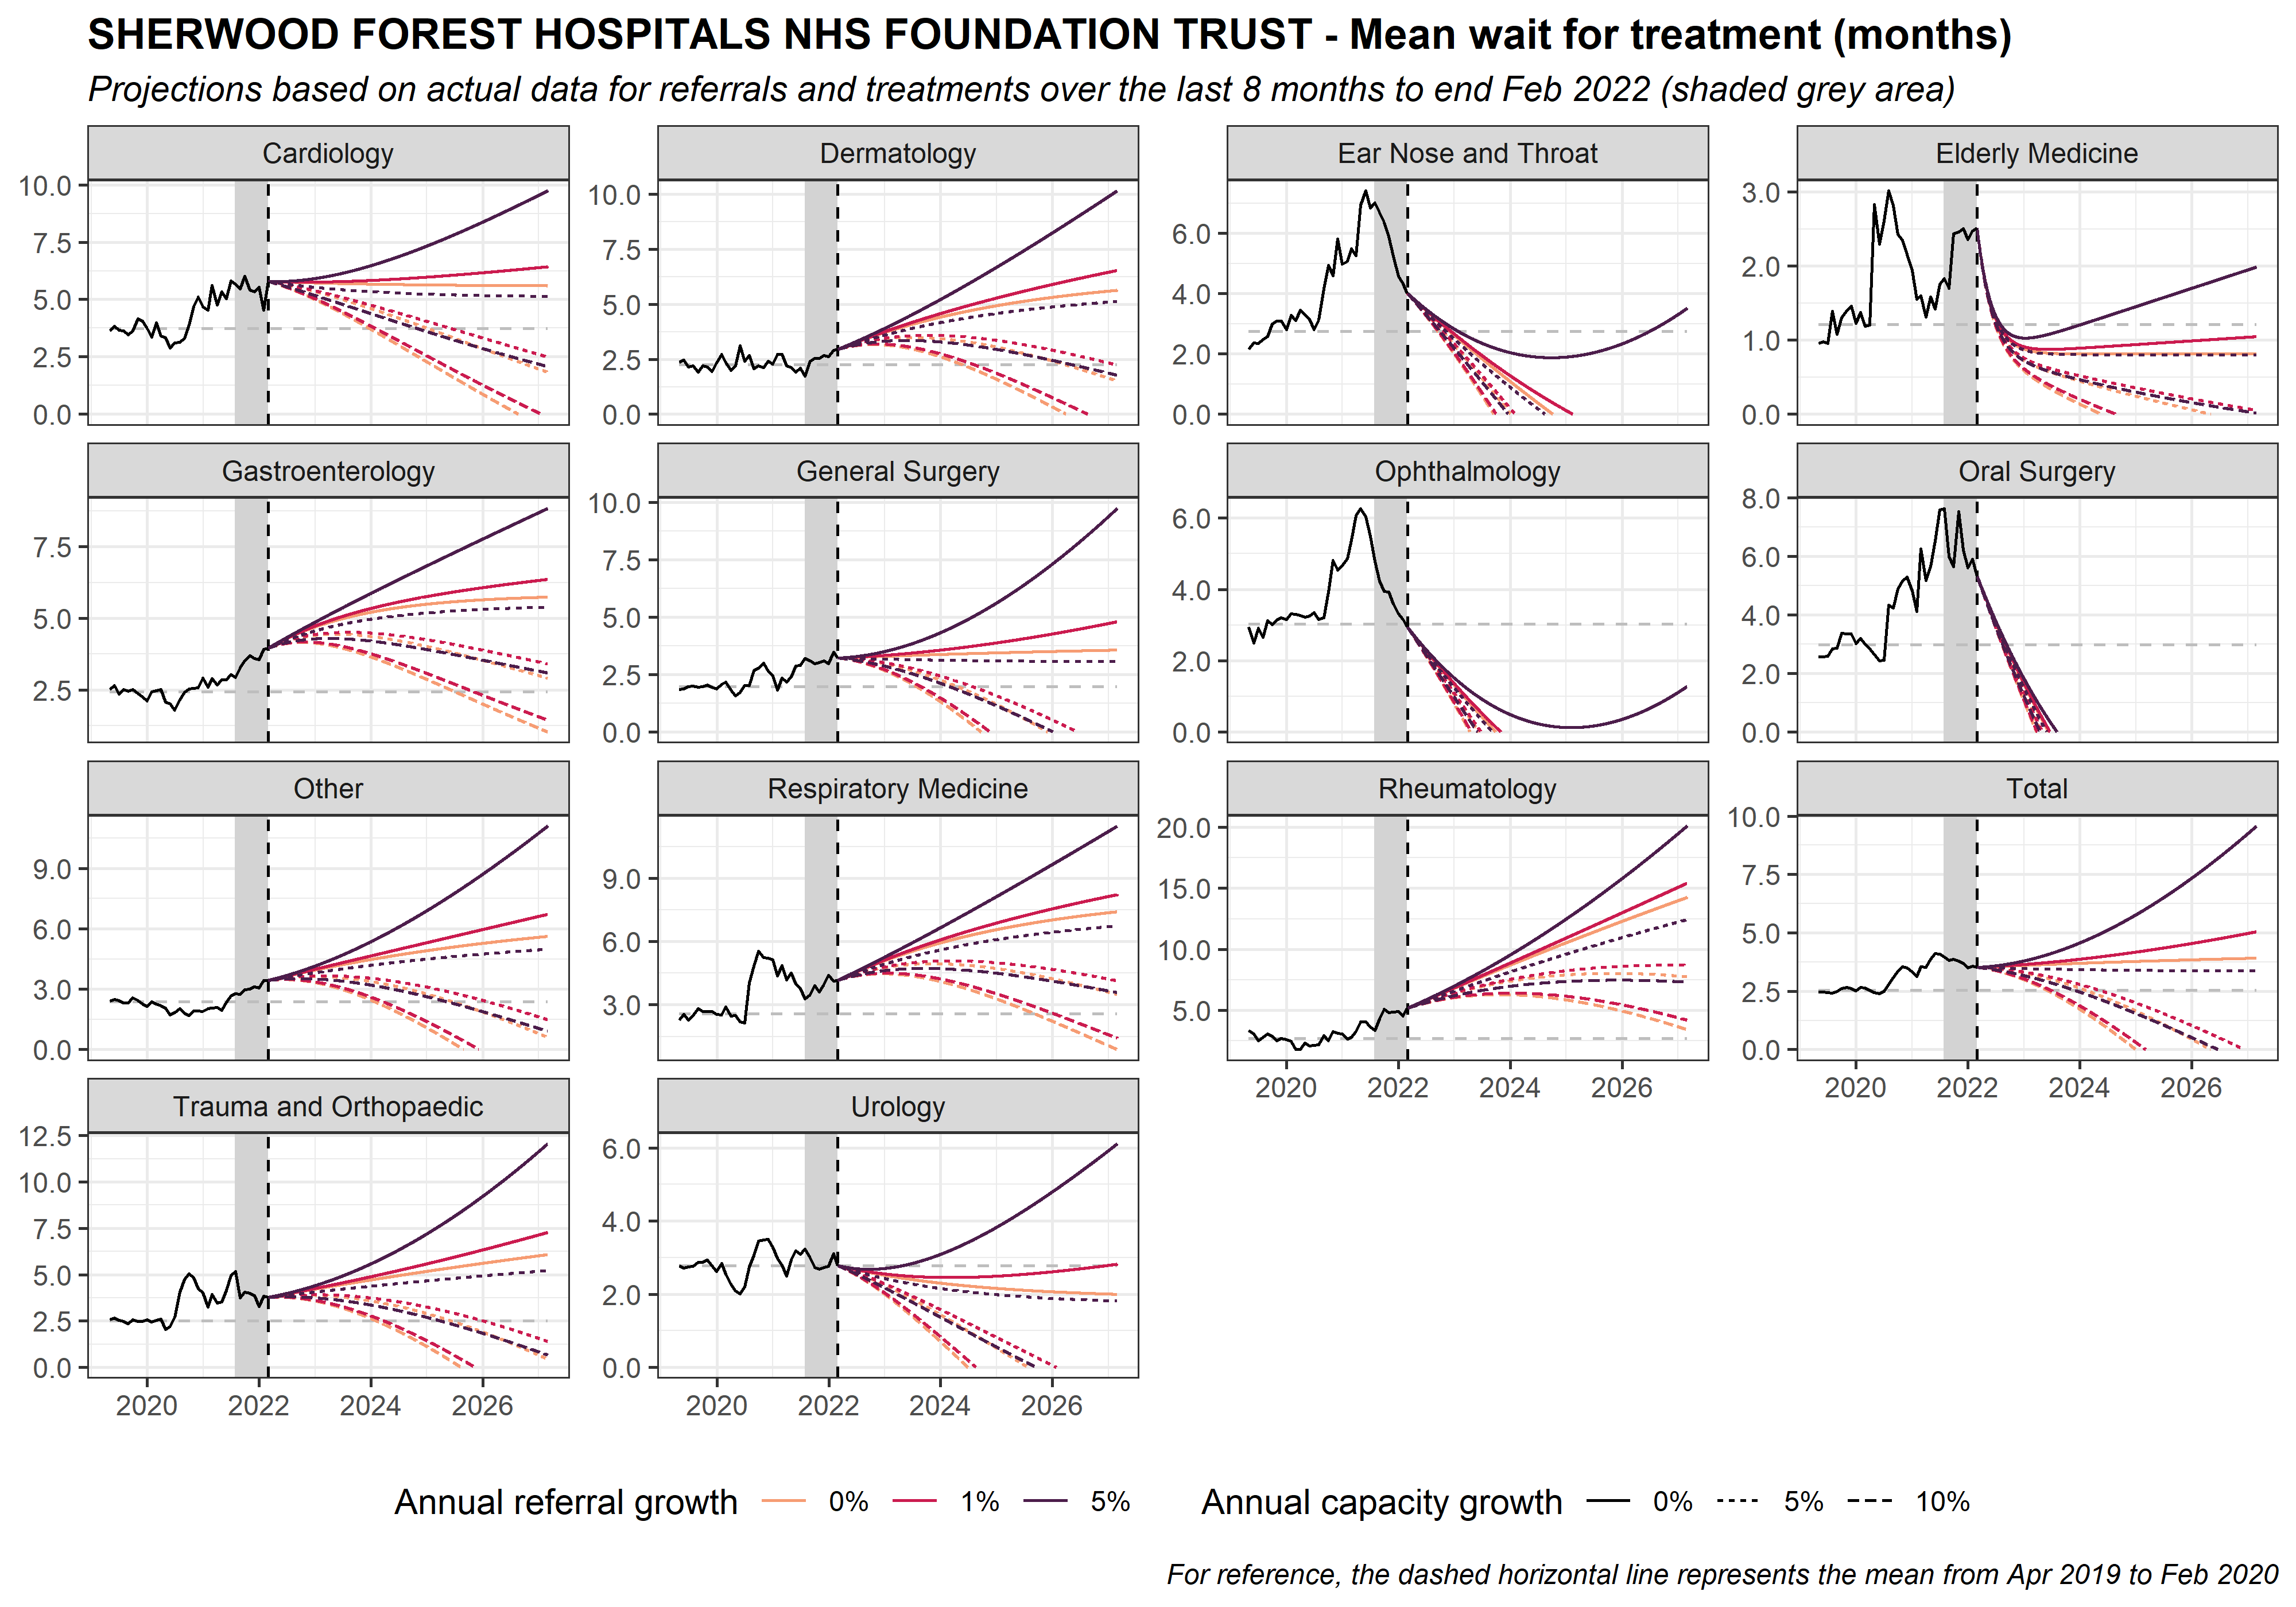 SHERWOOD FOREST HOSPITALS NHS FOUNDATION TRUST - Mean wait for treatment (months)
Projections based on actual data for referrals and treatments over the last 8 months to end Feb 2022 (shaded grey area)
Cardiology
10.0
7.5
5.0
2.5
0.0
Dermatology
10.0
7.5
5.0
2.5
0.0
Ear Nose and Throat
6.0
4.0
2.0
0.0
Elderly Medicine
3.0
2.0
1.0
0.0
Gastroenterology
7.5
5.0
2.5
General Surgery
10.0
7.5
5.0
2.5
0.0
Ophthalmology
6.0
4.0
2.0
0.0
Oral Surgery
8.0
6.0
4.0
2.0
0.0
Other
9.0
6.0
3.0
0.0
Respiratory Medicine
9.0
6.0
3.0
Rheumatology
20.0
15.0
10.0
5.0
2020 2022 2024 2026
Total
10.0
7.5
5.0
2.5
0.0
2020 2022 2024 2026
Trauma and Orthopaedic
12.5
10.0
7.5
5.0
2.5
0.0
2020 2022 2024 2026
Urology
6.0
4.0
2.0
0.0
2020 2022 2024 2026
Annual referral growth 0% 1% 5%
Annual capacity growth 0% 5% 10%
For reference, the dashed horizontal line represents the mean from Apr 2019 to Feb 2020